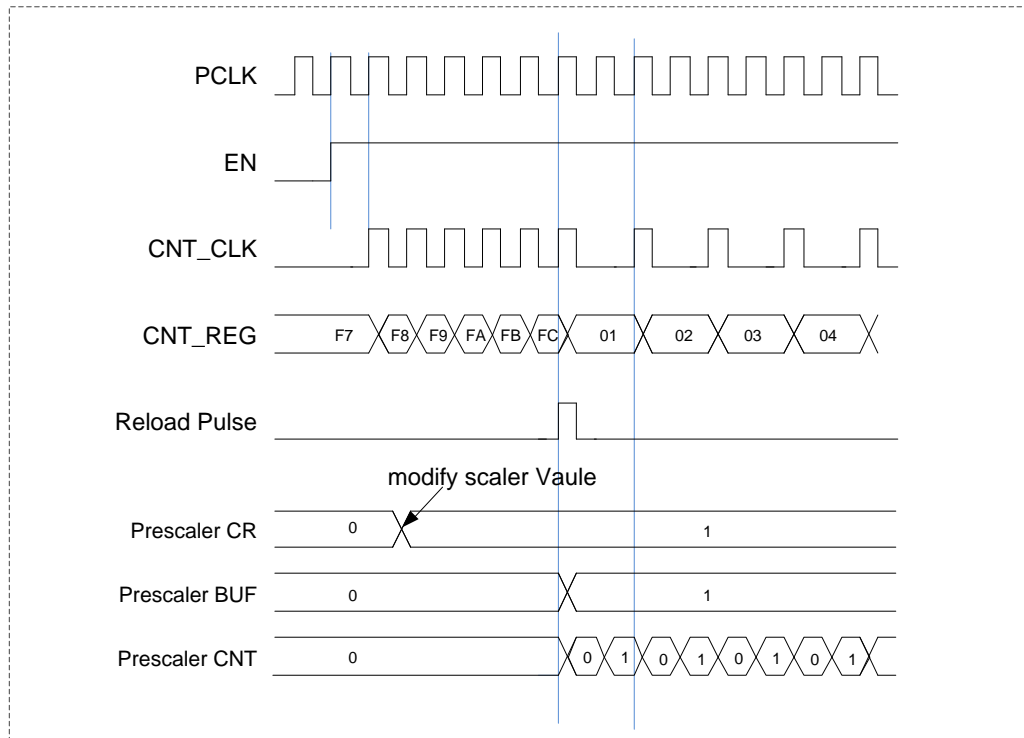 PCLK
EN
CNT_CLK
CNT_REG F7 F8 F9 FA FB FC 01 02 03 04
Reload Pulse
modify scaler Vaule
Prescaler CR 0 1
Prescaler BUF 0 1
Prescaler CNT 0 0 1 0 1 0 1 0 1